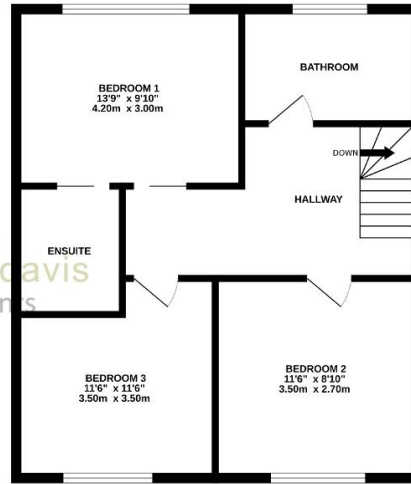 BEDROOM 1
13'9" x 9'10"
4.20m x 3.00m
BATHROOM
DOWN
HALLWAY
ENSUITE
davis
BEDROOM 3
11'6" x 11'6"
3.50m x 3.50m
BEDROOM 2
11'6" x 8'10"
3.50m x 2.70m